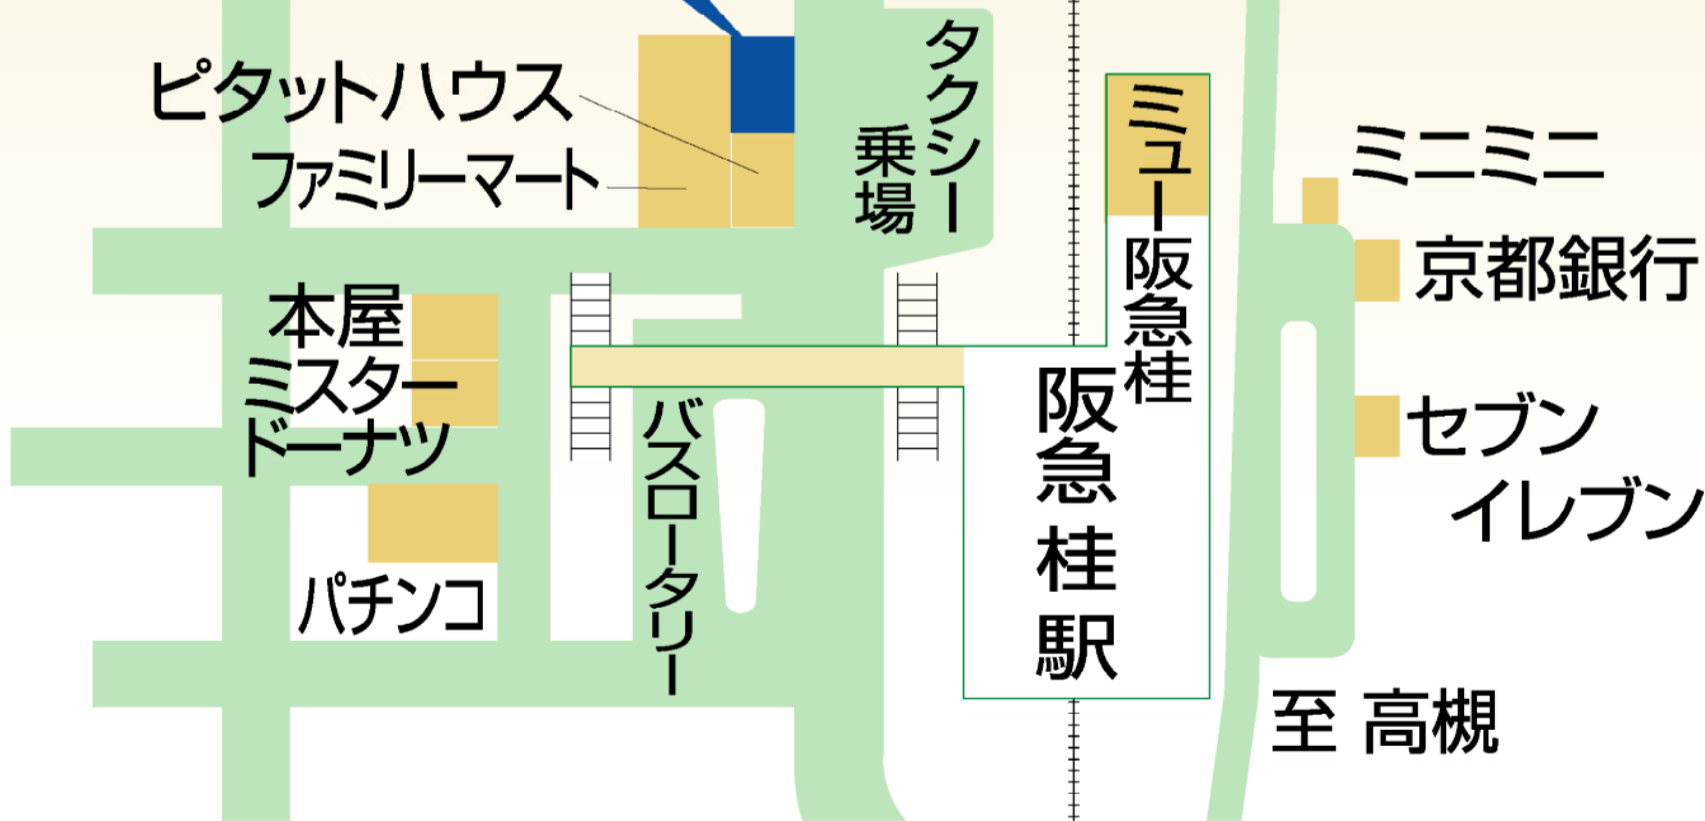 ピタットハウス
ファミリーマート
タクシー
乗場
ミュー阪急桂
ミニミニ
京都銀行
本屋
ミスター
ドーナツ
バスロータリー
阪急桂駅
セブン
イレブン
パチンコ
至 高槻